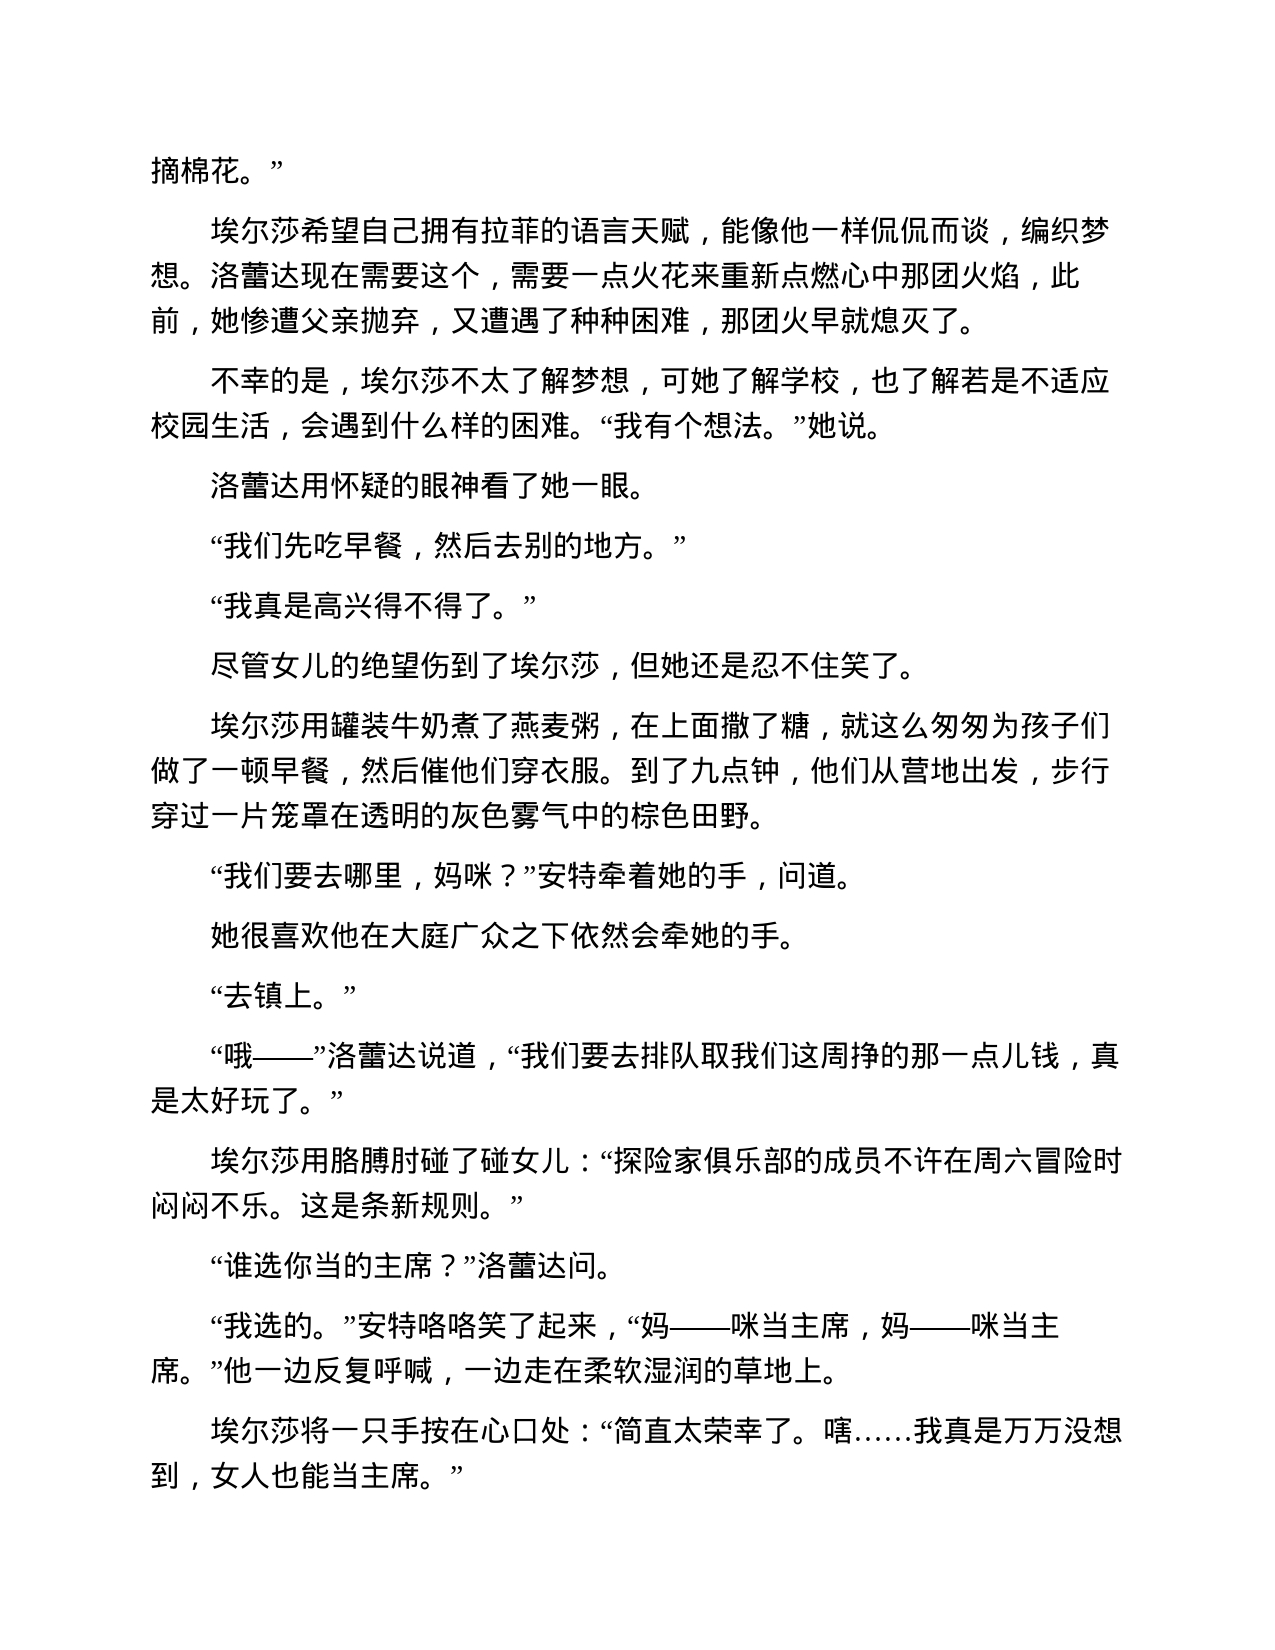 摘棉花。”
埃尔莎希望自己拥有拉菲的语言天赋，能像他一样侃侃而谈，编织梦
想。洛蕾达现在需要这个，需要一点火花来重新点燃心中那团火焰，此
前，她惨遭父亲抛弃，又遭遇了种种困难，那团火早就熄灭了。
不幸的是，埃尔莎不太了解梦想，可她了解学校，也了解若是不适应
校园生活，会遇到什么样的困难。“我有个想法。”她说。
洛蕾达用怀疑的眼神看了她一眼。
“我们先吃早餐，然后去别的地方。”
“我真是高兴得不得了。”
尽管女儿的绝望伤到了埃尔莎，但她还是忍不住笑了。
埃尔莎用罐装牛奶煮了燕麦粥，在上面撒了糖，就这么匆匆为孩子们
做了一顿早餐，然后催他们穿衣服。到了九点钟，他们从营地出发，步行
穿过一片笼罩在透明的灰色雾气中的棕色田野。
“我们要去哪里，妈咪？”安特牵着她的手，问道。
她很喜欢他在大庭广众之下依然会牵她的手。
“去镇上。”
“哦——”洛蕾达说道，“我们要去排队取我们这周挣的那一点儿钱，真
是太好玩了。”
埃尔莎用胳膊肘碰了碰女儿：“探险家俱乐部的成员不许在周六冒险时
闷闷不乐。这是条新规则。”
“谁选你当的主席？”洛蕾达问。
“我选的。”安特咯咯笑了起来，“妈——咪当主席，妈——咪当主
席。”他一边反复呼喊，一边走在柔软湿润的草地上。
埃尔莎将一只手按在心口处：“简直太荣幸了。嗐……我真是万万没想
到，女人也能当主席。”